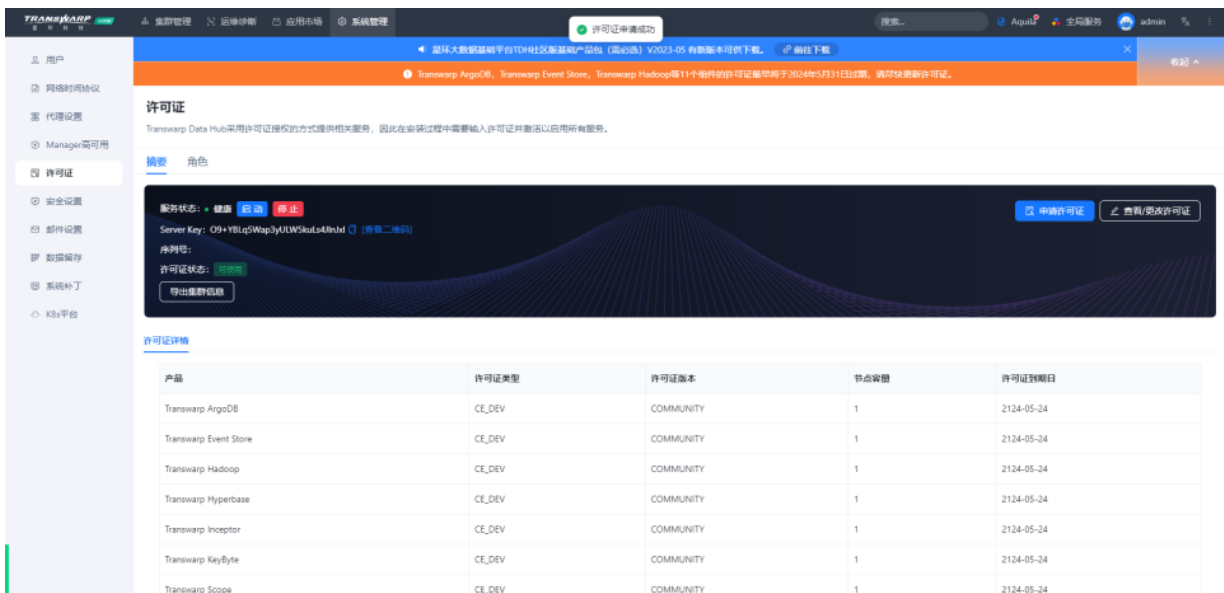 TRANSWARP 集群管理 运维诊断 应用市场 系统管理 许可证申请成功 搜索... Aquila 全局服务 admin
星环科技
星环大数据基础平台TDH社区版基础产品包（需必选）V2023-05 有新版本可供下载。 前往下载
收起
Transwarp ArgoDB，Transwarp Event Store，Transwarp Hadoop等11个组件的许可证最早将于2024年5月31日过期，请尽快更新许可证。
用户
网络时间协议
代理设置
Manager高可用
许可证
安全设置
邮件设置
数据留存
系统补丁
K8s平台
许可证
Transwarp Data Hub采用许可证授权的方式提供相关服务，因此在安装过程中需要输入许可证并激活以启用所有服务。
摘要 角色
服务状态： 健康 启动 停止 申请许可证 查看/更改许可证
Server Key： [查看二维码]
序列号：
许可证状态： 可使用
导出集群信息
许可证详情
产品 许可证类型 许可证版本 节点容量 许可证到期日
Transwarp ArgoDB CE_DEV COMMUNITY 1 2124-05-24
Transwarp Event Store CE_DEV COMMUNITY 1 2124-05-24
Transwarp Hadoop CE_DEV COMMUNITY 1 2124-05-24
Transwarp Hyperbase CE_DEV COMMUNITY 1 2124-05-24
Transwarp Inceptor CE_DEV COMMUNITY 1 2124-05-24
Transwarp KeyByte CE_DEV COMMUNITY 1 2124-05-24
Transwarp Scope CE_DEV COMMUNITY 1 2124-05-24